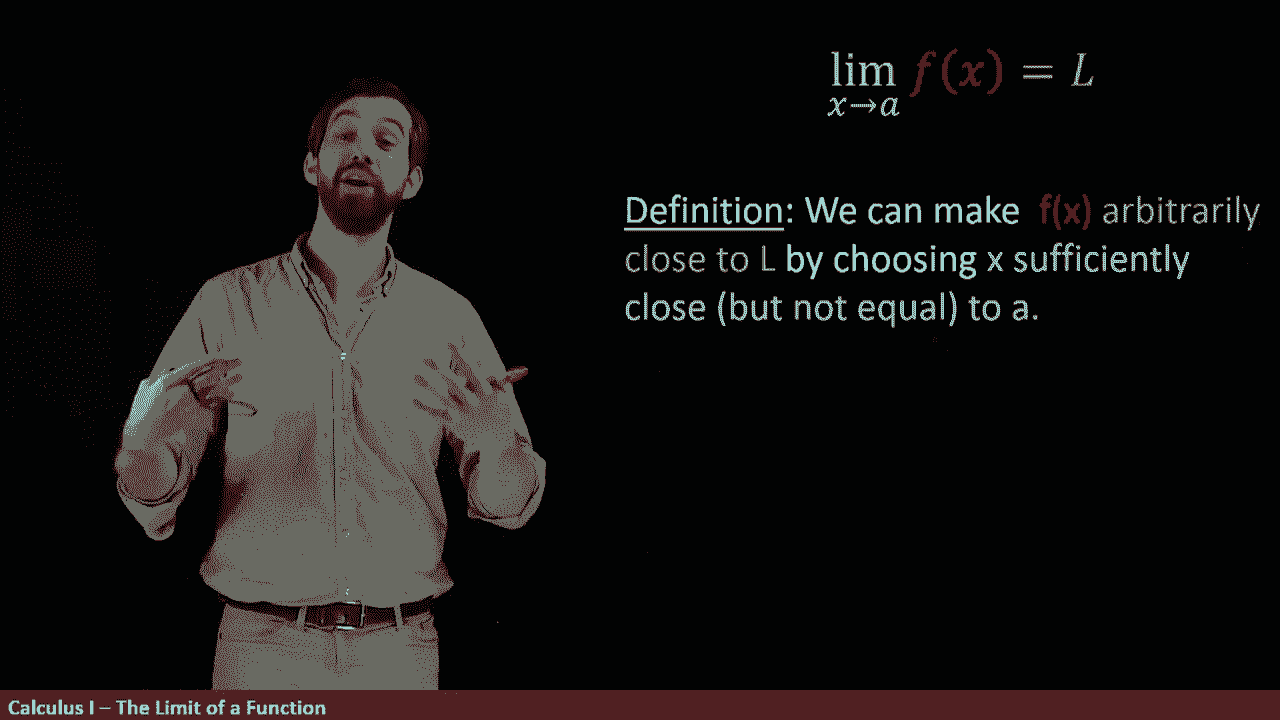 lim f(x) = L
x→a
Definition: We can make f(x) arbitrarily
close to L by choosing x sufficiently
close (but not equal) to a.
Calculus I – The Limit of a Function